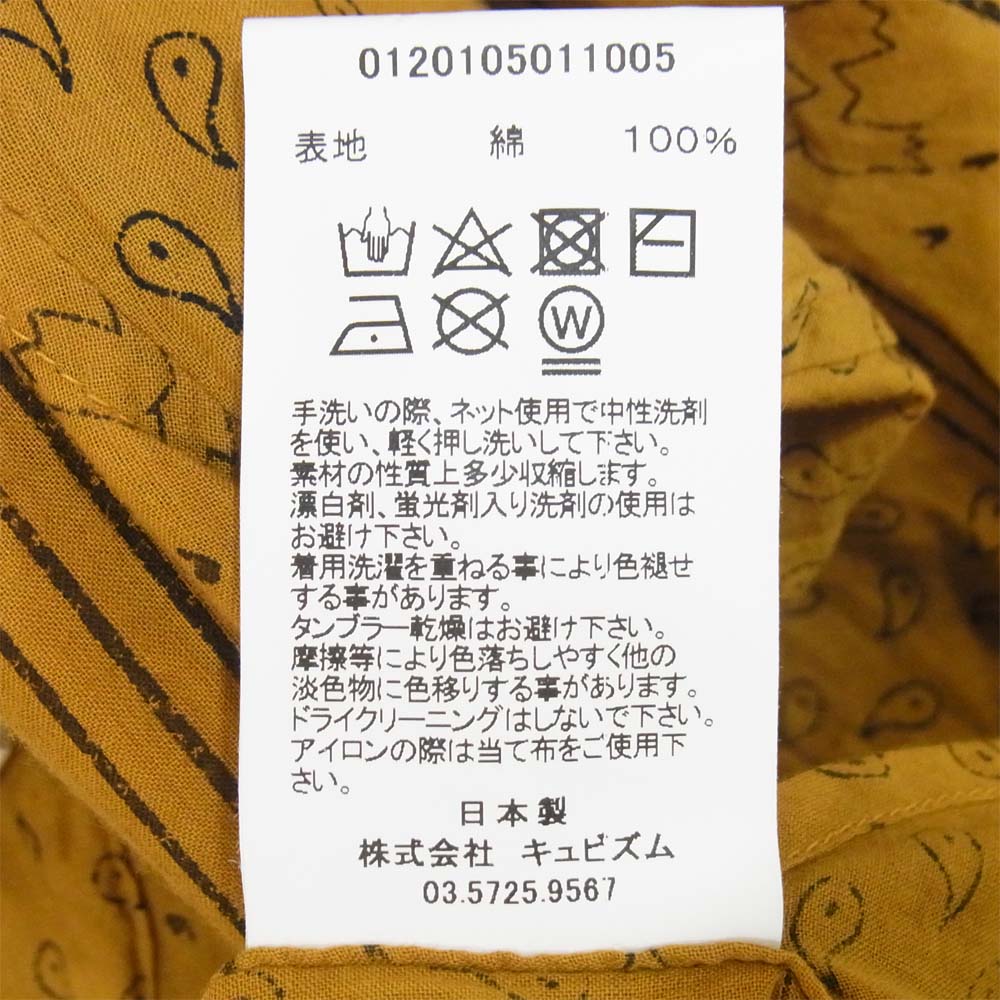 0120105011005
表地 綿 100%
W
手洗いの際、ネット使用で中性洗剤
を使い、軽く押し洗いして下さい。
素材の性質上多少収縮します。
漂白剤、蛍光剤入り洗剤の使用は
お避け下さい。
着用洗濯を重ねる事により色褪せ
する事があります。
タンブラー乾燥はお避け下さい。
摩擦等により色落ちしやすく他の
淡色物に色移りする事があります。
ドライクリーニングはしないで下さい。
アイロンの際は当て布をご使用下
さい。
日本製
株式会社 キュビズム
03.5725.9567